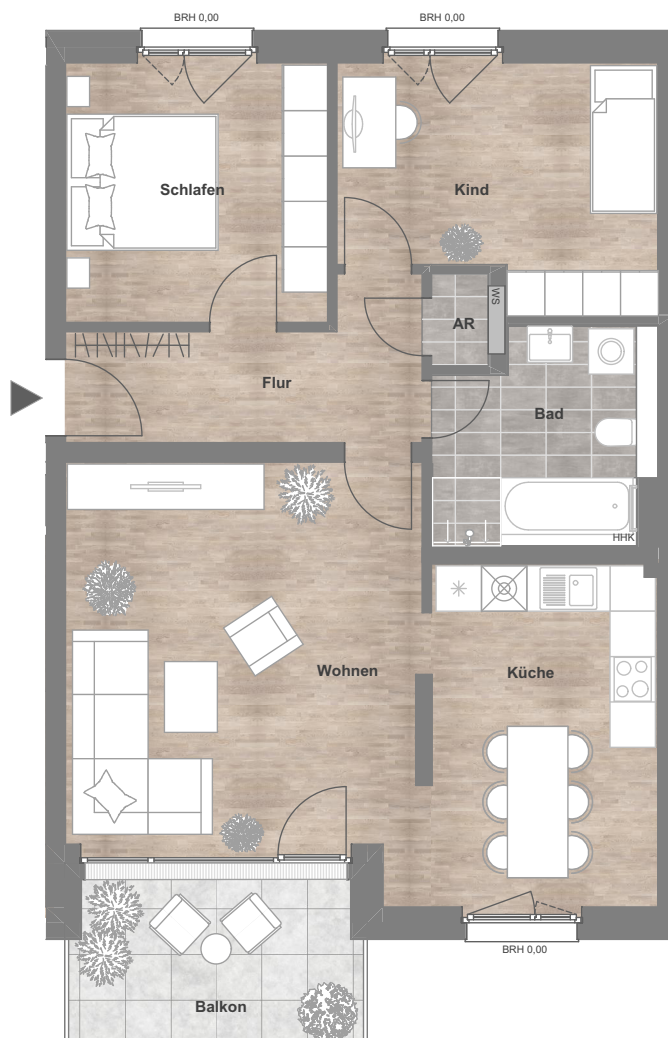 BRH 0,00
BRH 0,00
Schlafen
Kind
WS
AR
Flur
Bad
HHK
Wohnen
Küche
BRH 0,00
Balkon